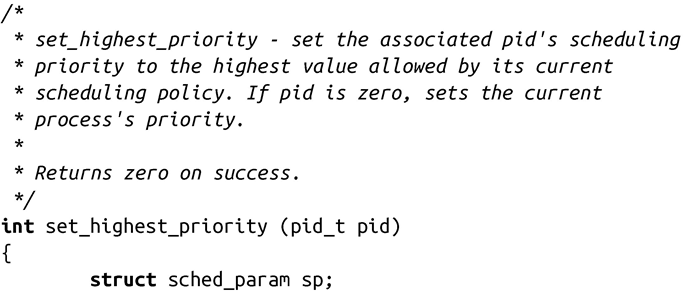 /*
 * set_highest_priority - set the associated pid's scheduling
 * priority to the highest value allowed by its current
 * scheduling policy. If pid is zero, sets the current
 * process's priority.
 *
 * Returns zero on success.
 */
int set_highest_priority (pid_t pid)
{
        struct sched_param sp;